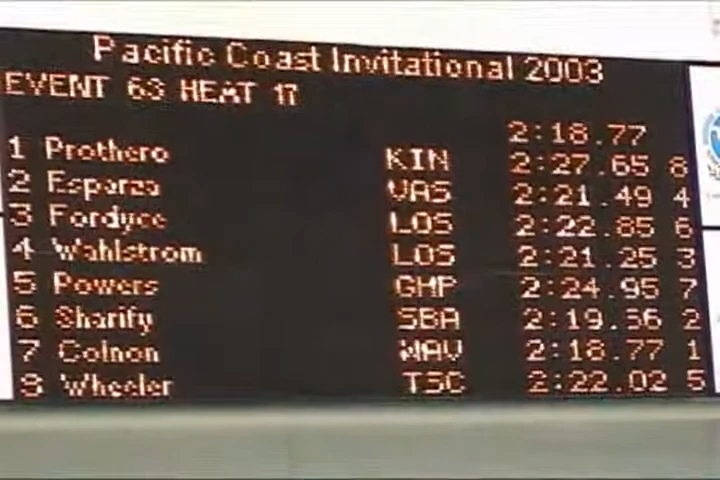 Pacific Coast Invitational 2003
EVENT 63 HEAT 17
2:18.77
1 Prothero KIN 2:27.65 8
2 Esparza VAS 2:21.49 4
3 Fordyce LOS 2:22.85 6
4 Wahlstrom LOS 2:21.25 3
5 Powers GHP 2:24.95 7
6 Sharify SBA 2:19.56 2
7 Colnon WAV 2:18.77 1
8 Wheeler TSC 2:22.02 5